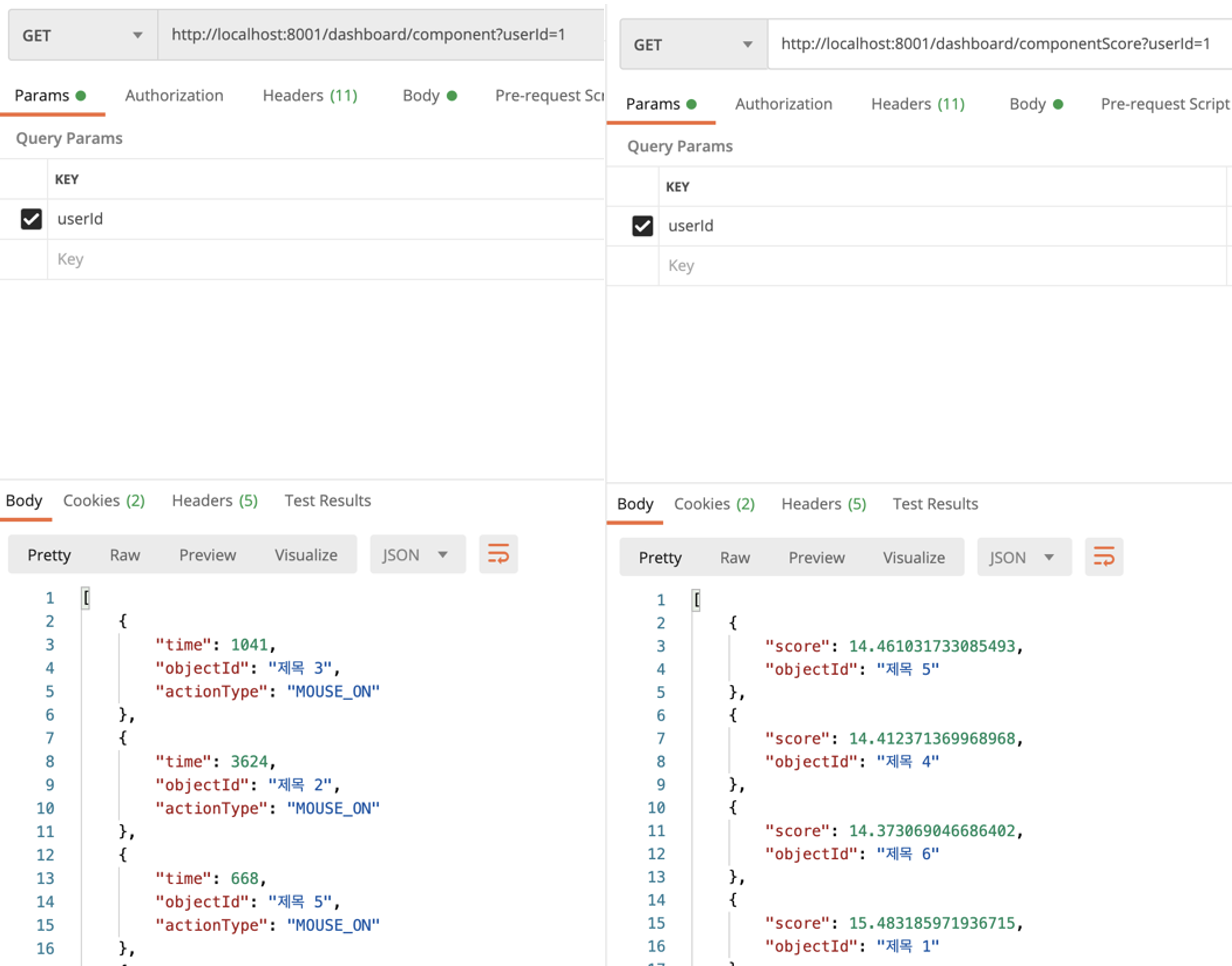 GET
http://localhost:8001/dashboard/component?userId=1
Params
Authorization
Headers (11)
Body
Pre-request Scr
Query Params
KEY
userId
Key
Body
Cookies (2)
Headers (5)
Test Results
Pretty
Raw
Preview
Visualize
JSON
1 [
2 {
3 "time": 1041,
4 "objectId": "제목 3",
5 "actionType": "MOUSE_ON"
6 },
7 {
8 "time": 3624,
9 "objectId": "제목 2",
10 "actionType": "MOUSE_ON"
11 },
12 {
13 "time": 668,
14 "objectId": "제목 5",
15 "actionType": "MOUSE_ON"
16 },
GET
http://localhost:8001/dashboard/componentScore?userId=1
Params
Authorization
Headers (11)
Body
Pre-request Script
Query Params
KEY
userId
Key
Body
Cookies (2)
Headers (5)
Test Results
Pretty
Raw
Preview
Visualize
JSON
1 [
2 {
3 "score": 14.461031733085493,
4 "objectId": "제목 5"
5 },
6 {
7 "score": 14.412371369968968,
8 "objectId": "제목 4"
9 },
10 {
11 "score": 14.373069046686402,
12 "objectId": "제목 6"
13 },
14 {
15 "score": 15.483185971936715,
16 "objectId": "제목 1"